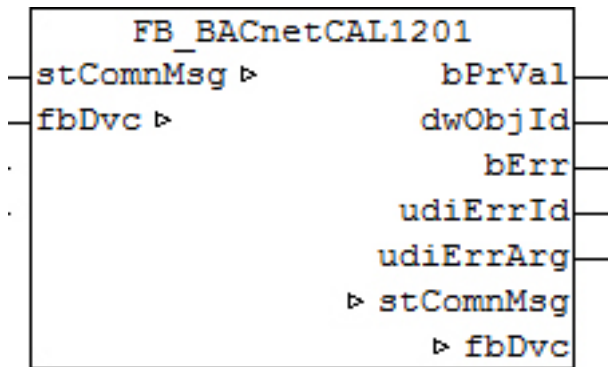 FB_BACnetCAL1201
stComnMsg ▷ bPrVal
fbDvc ▷ dwObjId
bErr
udiErrId
udiErrArg
▷ stComnMsg
▷ fbDvc